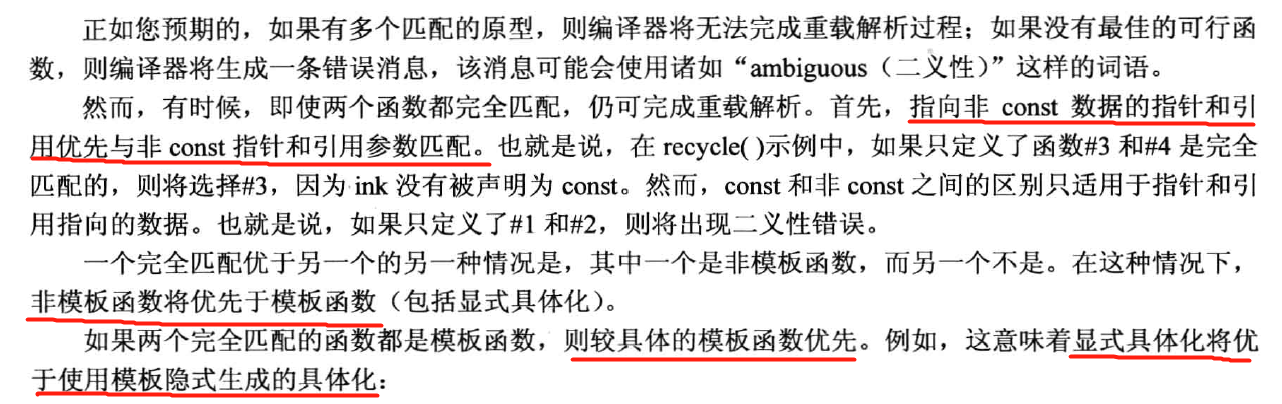 正如您预期的，如果有多个匹配的原型，则编译器将无法完成重载解析过程；如果没有最佳的可行函
数，则编译器将生成一条错误消息，该消息可能会使用诸如“ambiguous（二义性）”这样的词语。
然而，有时候，即使两个函数都完全匹配，仍可完成重载解析。首先，指向非 const 数据的指针和引
用优先与非 const 指针和引用参数匹配。也就是说，在 recycle( )示例中，如果只定义了函数#3 和#4 是完全
匹配的，则将选择#3，因为 ink 没有被声明为 const。然而，const 和非 const 之间的区别只适用于指针和引
用指向的数据。也就是说，如果只定义了#1 和#2，则将出现二义性错误。
一个完全匹配优于另一个的另一种情况是，其中一个是非模板函数，而另一个不是。在这种情况下，
非模板函数将优先于模板函数（包括显式具体化）。
如果两个完全匹配的函数都是模板函数，则较具体的模板函数优先。例如，这意味着显式具体化将优
于使用模板隐式生成的具体化：